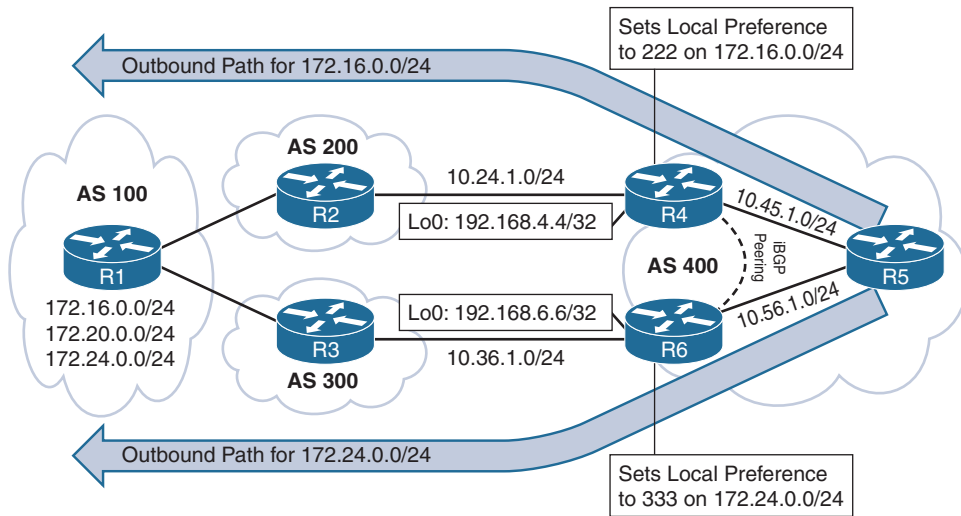 Sets Local Preference
to 222 on 172.16.0.0/24
Outbound Path for 172.16.0.0/24
AS 100
AS 200
10.24.1.0/24
R2
R4
10.45.1.0/24
Lo0: 192.168.4.4/32
iBGP
Peering
R1
AS 400
R5
172.16.0.0/24
172.20.0.0/24
172.24.0.0/24
Lo0: 192.168.6.6/32
10.56.1.0/24
R3
R6
10.36.1.0/24
AS 300
Outbound Path for 172.24.0.0/24
Sets Local Preference
to 333 on 172.24.0.0/24